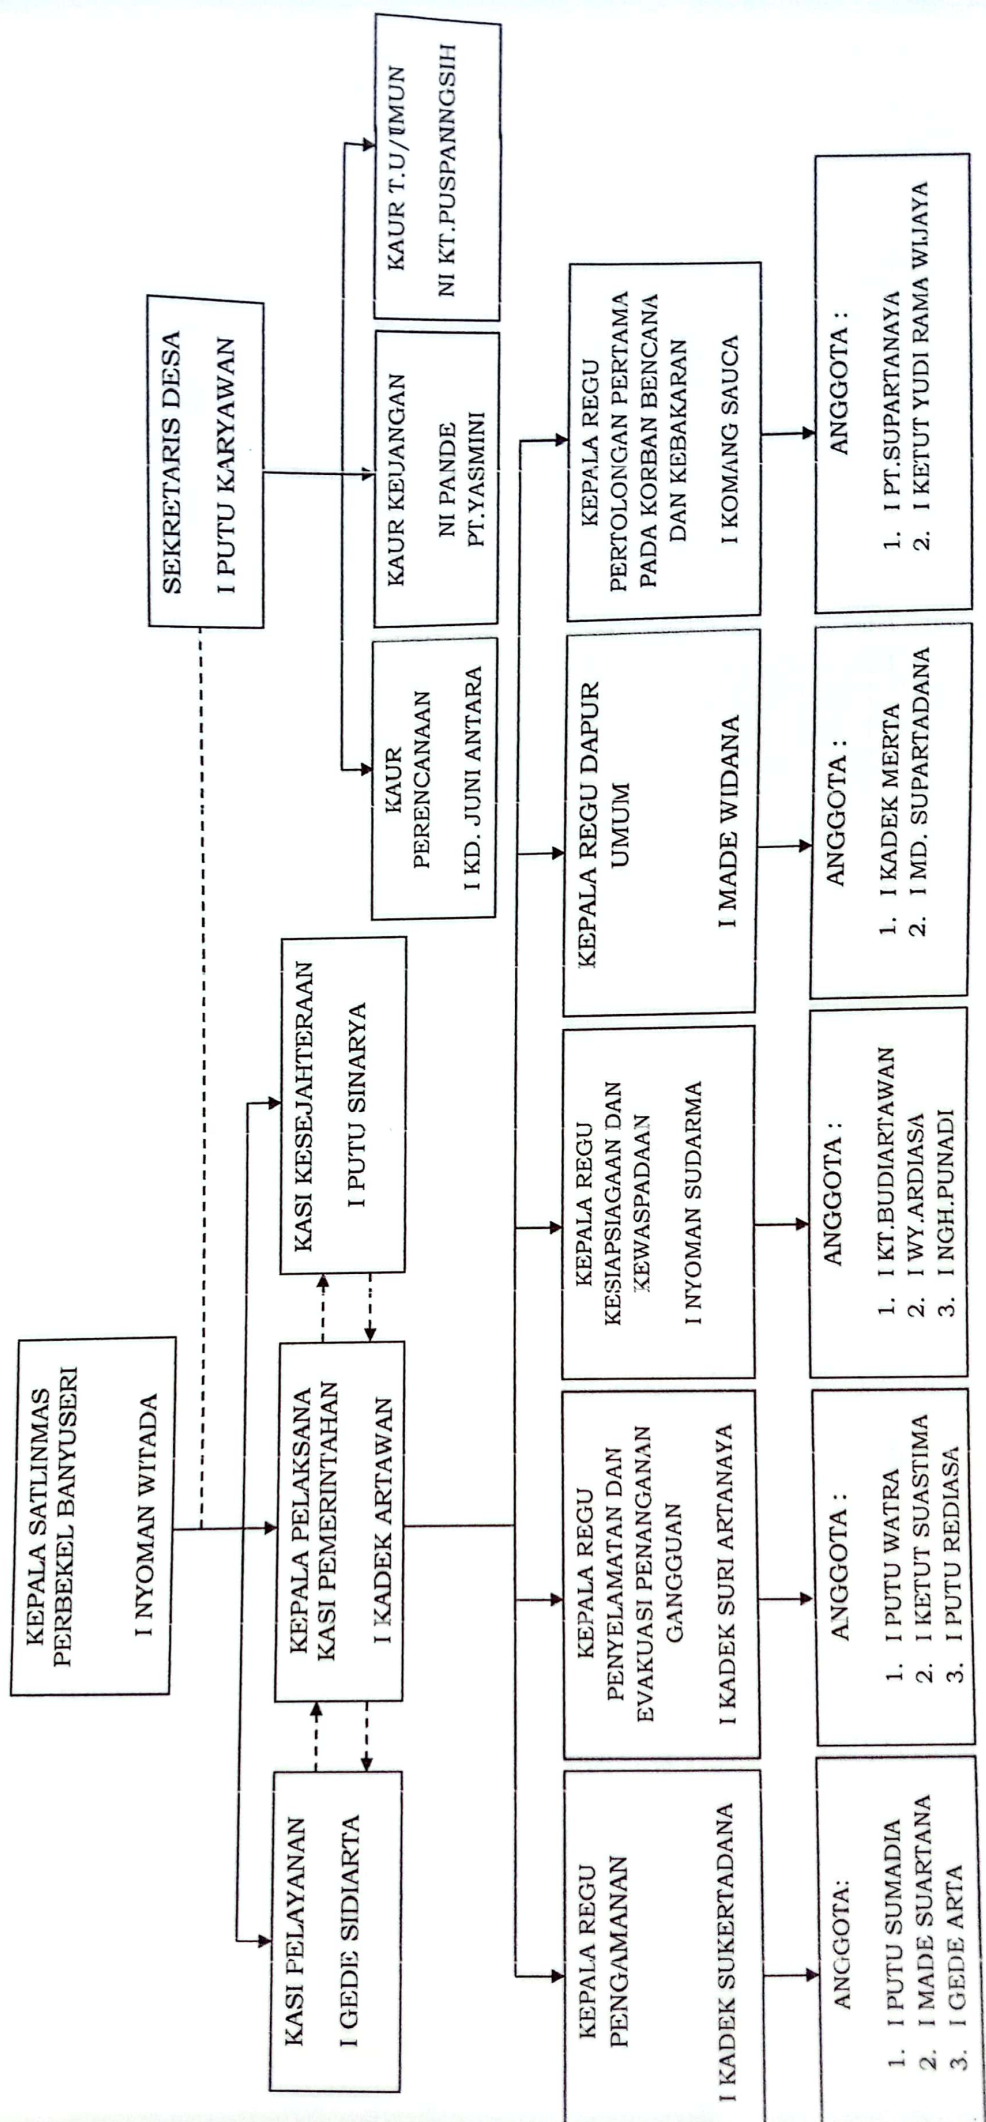 KEPALA SATLINMAS
PERBEKEL BANYUSERI
I NYOMAN WITADA
SEKRETARIS DESA
I PUTU KARYAWAN
KASI PELAYANAN
I GEDE SIDIARTA
KEPALA PELAKSANA
KASI PEMERINTAHAN
I KADEK ARTAWAN
KASI KESEJAHTERAAN
I PUTU SINARYA
KAUR
PERENCANAAN
I KD. JUNI ANTARA
KAUR KEUANGAN
NI PANDE
PT.YASMINI
KAUR T.U/UMUN
NI KT.PUSPANNGSIH
KEPALA REGU
PENGAMANAN
I KADEK SUKERTADANA
KEPALA REGU
PENYELAMATAN DAN
EVAKUASI PENANGANAN
GANGGUAN
I KADEK SURI ARTANAYA
KEPALA REGU
KESIAPSIAGAAN DAN
KEWASPADAAN
I NYOMAN SUDARMA
KEPALA REGU DAPUR
UMUM
I MADE WIDANA
KEPALA REGU
PERTOLONGAN PERTAMA
PADA KORBAN BENCANA
DAN KEBAKARAN
I KOMANG SAUCA
ANGGOTA:
1. I PUTU SUMADIA
2. I MADE SUARTANA
3. I GEDE ARTA
ANGGOTA :
1. I PUTU WATRA
2. I KETUT SUASTIMA
3. I PUTU REDIASA
ANGGOTA :
1. I KT.BUDIARTAWAN
2. I WY.ARDIASA
3. I NGH.PUNADI
ANGGOTA :
1. I KADEK MERTA
2. I MD. SUPARTADANA
ANGGOTA :
1. I PT.SUPARTANAYA
2. I KETUT YUDI RAMA WIJAYA